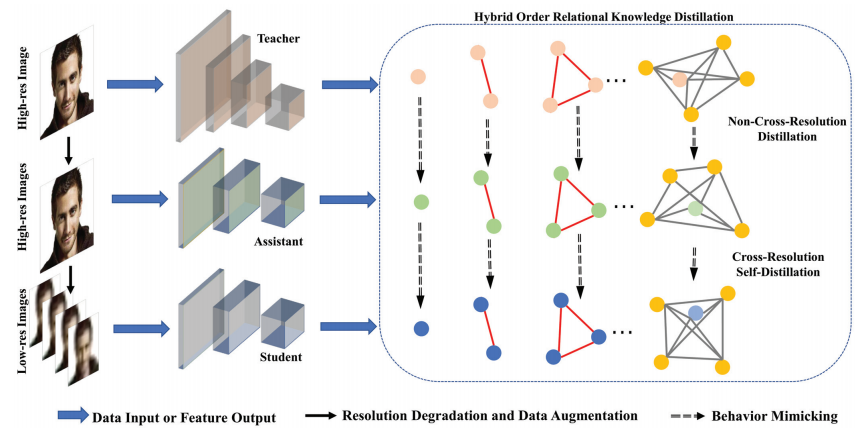 Hybrid Order Relational Knowledge Distillation
High-res Image
Teacher
...
Non-Cross-Resolution
Distillation
High-res Images
Assistant
...
Cross-Resolution
Self-Distillation
Low-res Images
Student
...
Data Input or Feature Output
Resolution Degradation and Data Augmentation
Behavior Mimicking